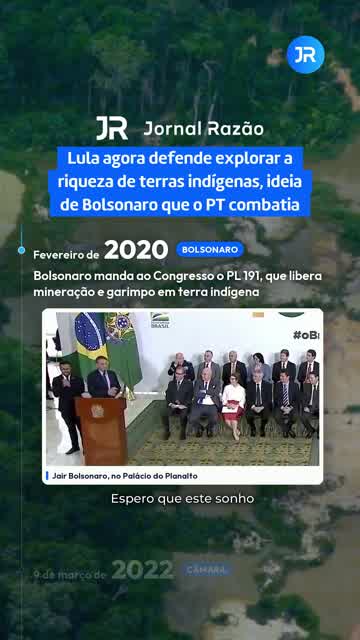 JR
JR Jornal Razão
Lula agora defende explorar a
riqueza de terras indígenas, ideia
de Bolsonaro que o PT combatia
Fevereiro de 2020 BOLSONARO
Bolsonaro manda ao Congresso o PL 191, que libera
mineração e garimpo em terra indígena
BRASIL
#oBr
Jair Bolsonaro, no Palácio do Planalto
Espero que este sonho
9 de março de 2022 CÂMARA